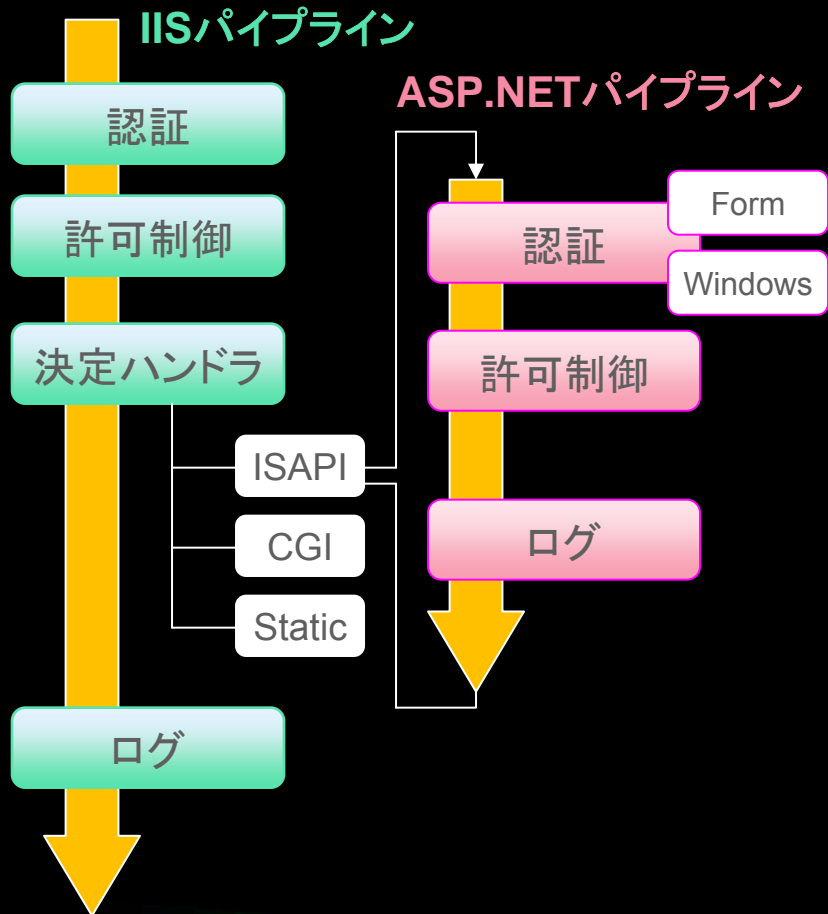 IISパイプライン
認証
許可制御
決定ハンドラ
ISAPI
CGI
Static
ログ
ASP.NETパイプライン
認証
Form
Windows
許可制御
ログ